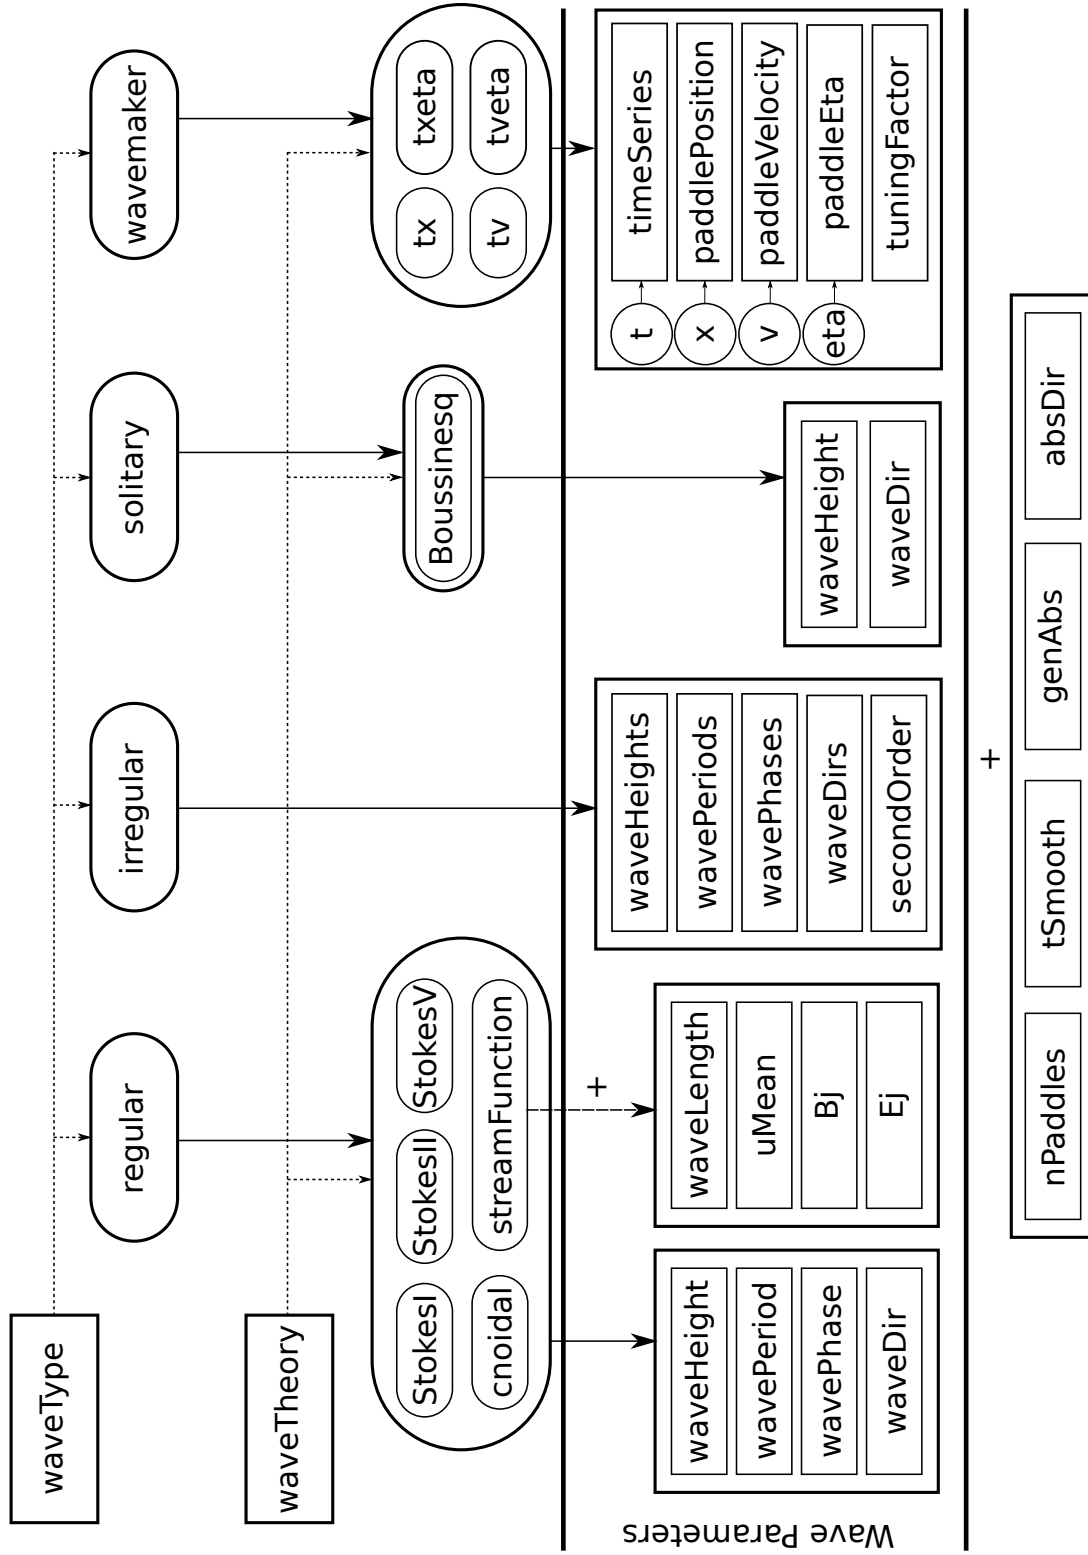 waveType
regular
irregular
solitary
wavemaker
waveTheory
StokesI
StokesII
StokesV
cnoidal
streamFunction
Boussinesq
tx
txeta
tv
tveta
Wave Parameters
waveHeight
wavePeriod
wavePhase
waveDir
+
waveLength
uMean
Bj
Ej
waveHeights
wavePeriods
wavePhases
waveDirs
secondOrder
waveHeight
waveDir
t
timeSeries
x
paddlePosition
v
paddleVelocity
eta
paddleEta
tuningFactor
+
nPaddles
tSmooth
genAbs
absDir